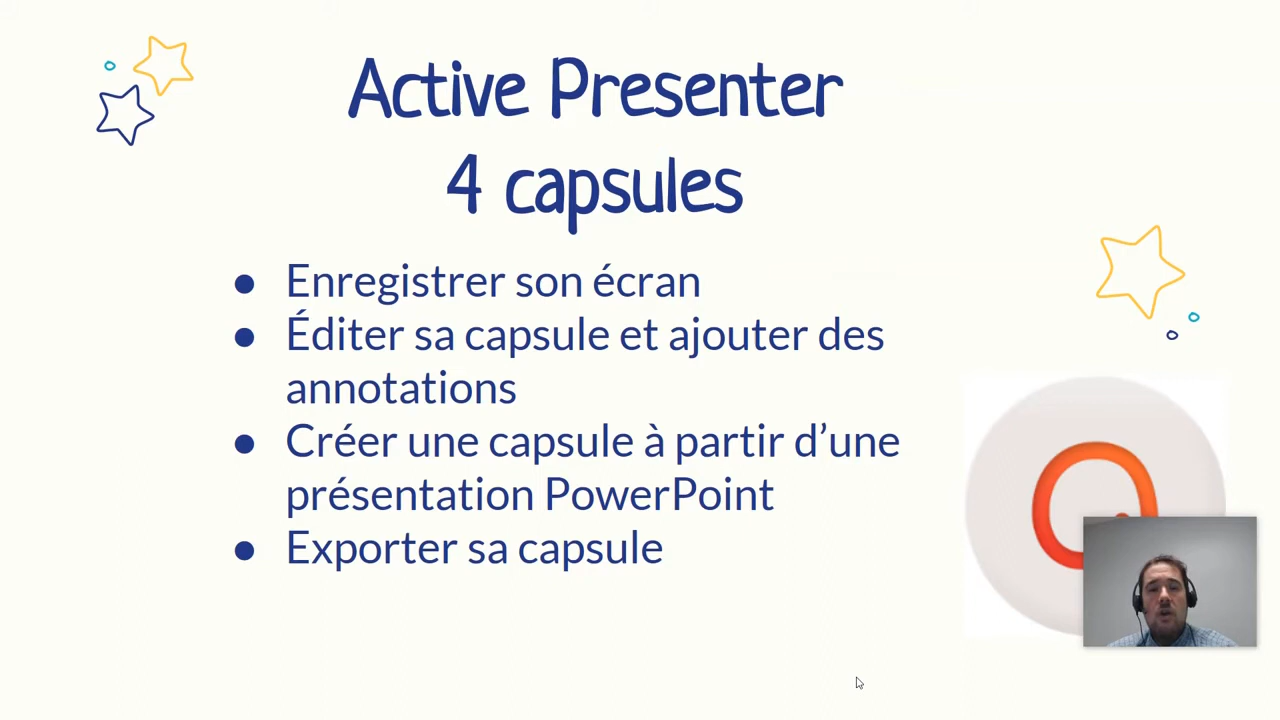 Active Presenter
4 capsules
● Enregistrer son écran
● Éditer sa capsule et ajouter des
annotations
● Créer une capsule à partir d’une
présentation PowerPoint
● Exporter sa capsule